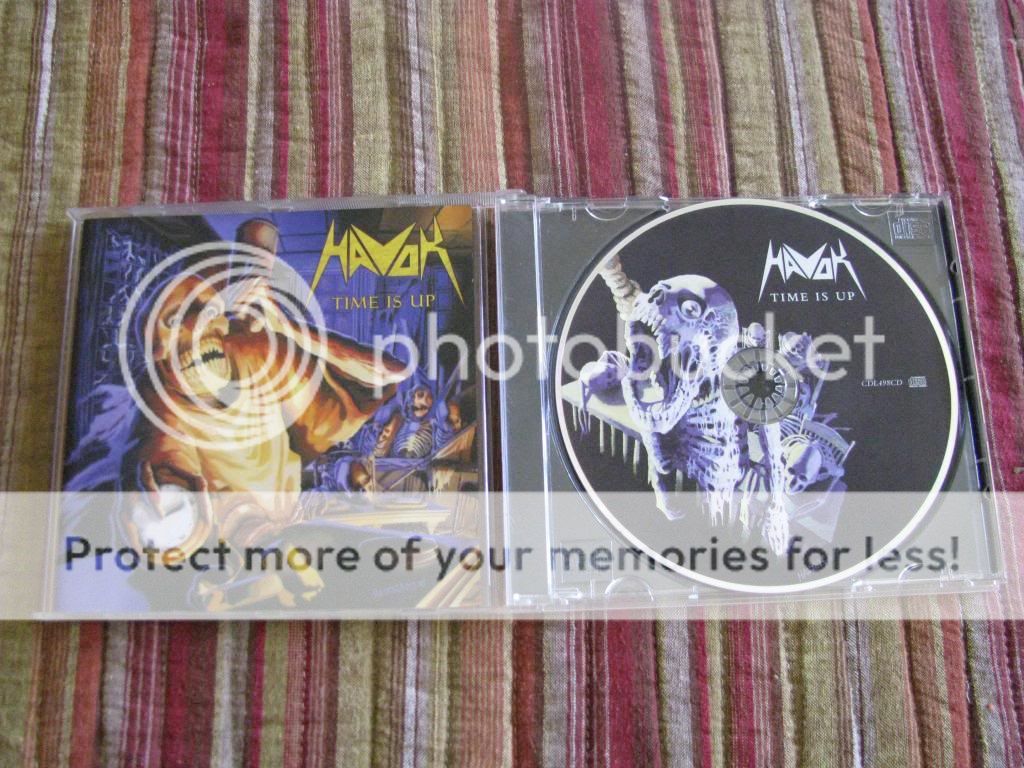 HAVOK
TIME IS UP
HAVOK
TIME IS UP
photobucket
CDL498CD
Protect more of your memories for less!